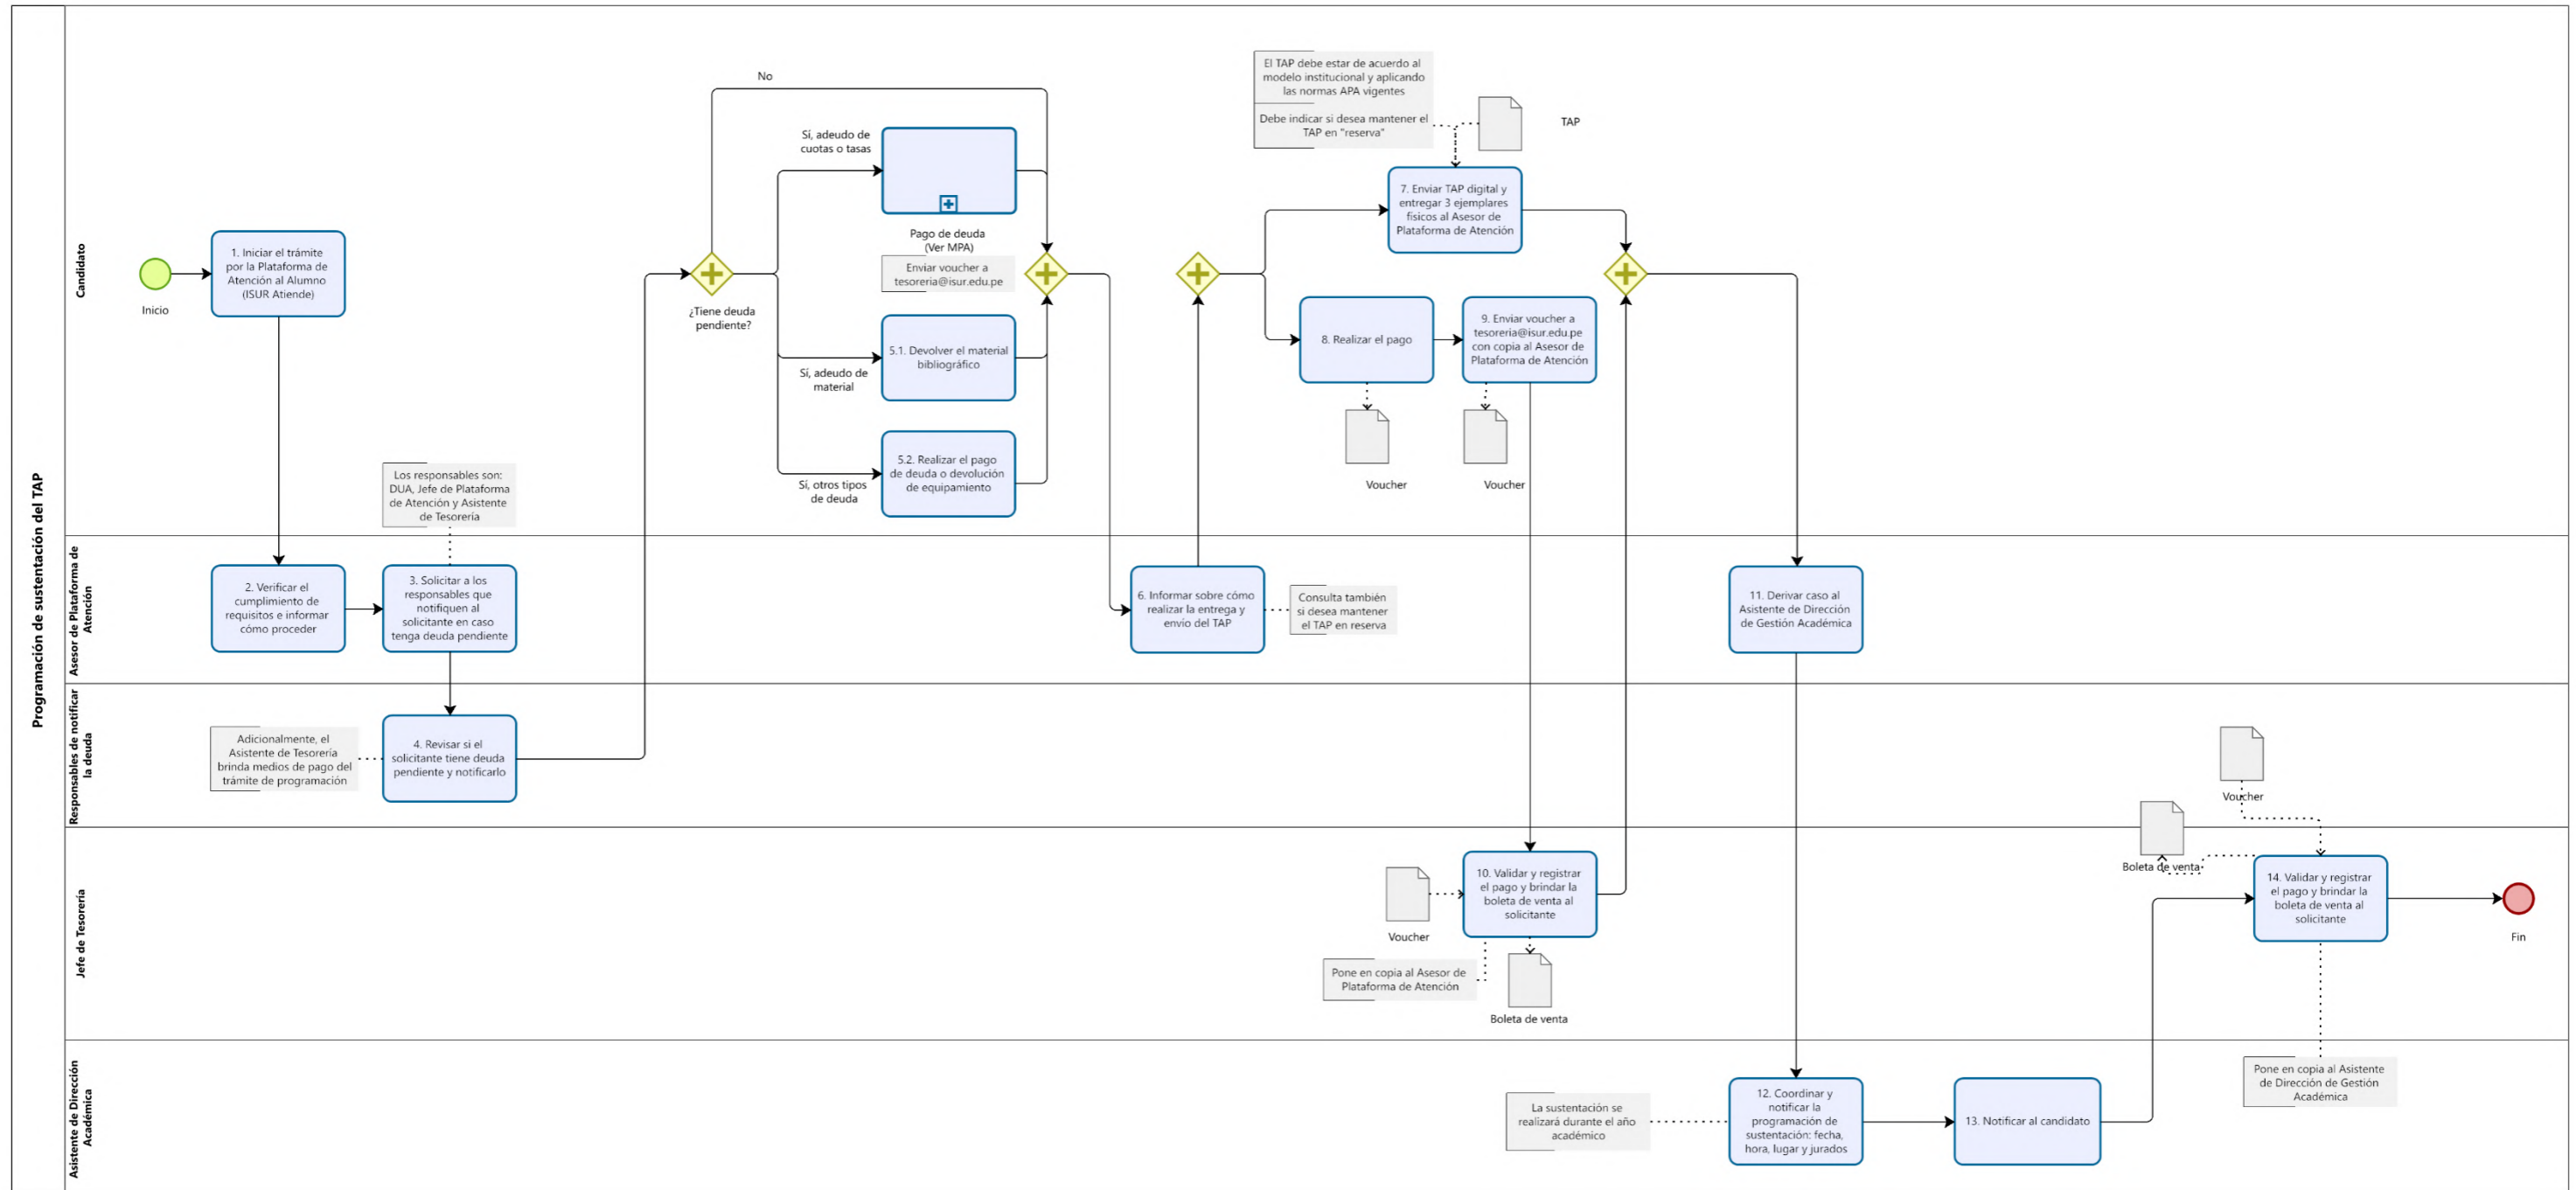 Programación de sustentación del TAP
Candidato
Inicio
1. Iniciar el trámite
por la Plataforma de
Atención al Alumno
(ISUR Atiende)
No
¿Tiene deuda
pendiente?
Sí, adeudo de
cuotas o tasas
Pago de deuda
(Ver MPA)
Enviar voucher a
tesoreria@isur.edu.pe
Sí, adeudo de
material
5.1. Devolver el material
bibliográfico
Sí, otros tipos
de deuda
5.2. Realizar el pago
de deuda o devolución
de equipamiento
El TAP debe estar de acuerdo al
modelo institucional y aplicando
las normas APA vigentes
Debe indicar si desea mantener el
TAP en "reserva"
TAP
7. Enviar TAP digital y
entregar 3 ejemplares
físicos al Asesor de
Plataforma de Atención
8. Realizar el pago
9. Enviar voucher a
tesoreria@isur.edu.pe
con copia al Asesor de
Plataforma de Atención
Voucher
Voucher
Los responsables son:
DUA, Jefe de Plataforma
de Atención y Asistente
de Tesorería
Asesor de Plataforma de
Atención
2. Verificar el
cumplimiento de
requisitos e informar
cómo proceder
3. Solicitar a los
responsables que
notifiquen al
solicitante en caso
tenga deuda pendiente
6. Informar sobre cómo
realizar la entrega y
envío del TAP
Consulta también
si desea mantener
el TAP en reserva
11. Derivar caso al
Asistente de Dirección
de Gestión Académica
Responsables de notificar
la deuda
Adicionalmente, el
Asistente de Tesorería
brinda medios de pago del
trámite de programación
4. Revisar si el
solicitante tiene deuda
pendiente y notificarlo
Voucher
Jefe de Tesorería
Voucher
10. Validar y registrar
el pago y brindar la
boleta de venta al
solicitante
Pone en copia al Asesor de
Plataforma de Atención
Boleta de venta
Boleta de venta
14. Validar y registrar
el pago y brindar la
boleta de venta al
solicitante
Fin
Asistente de Dirección
Académica
La sustentación se
realizará durante el año
académico
12. Coordinar y
notificar la
programación de
sustentación: fecha,
hora, lugar y jurados
13. Notificar al candidato
Pone en copia al Asistente
de Dirección de Gestión
Académica